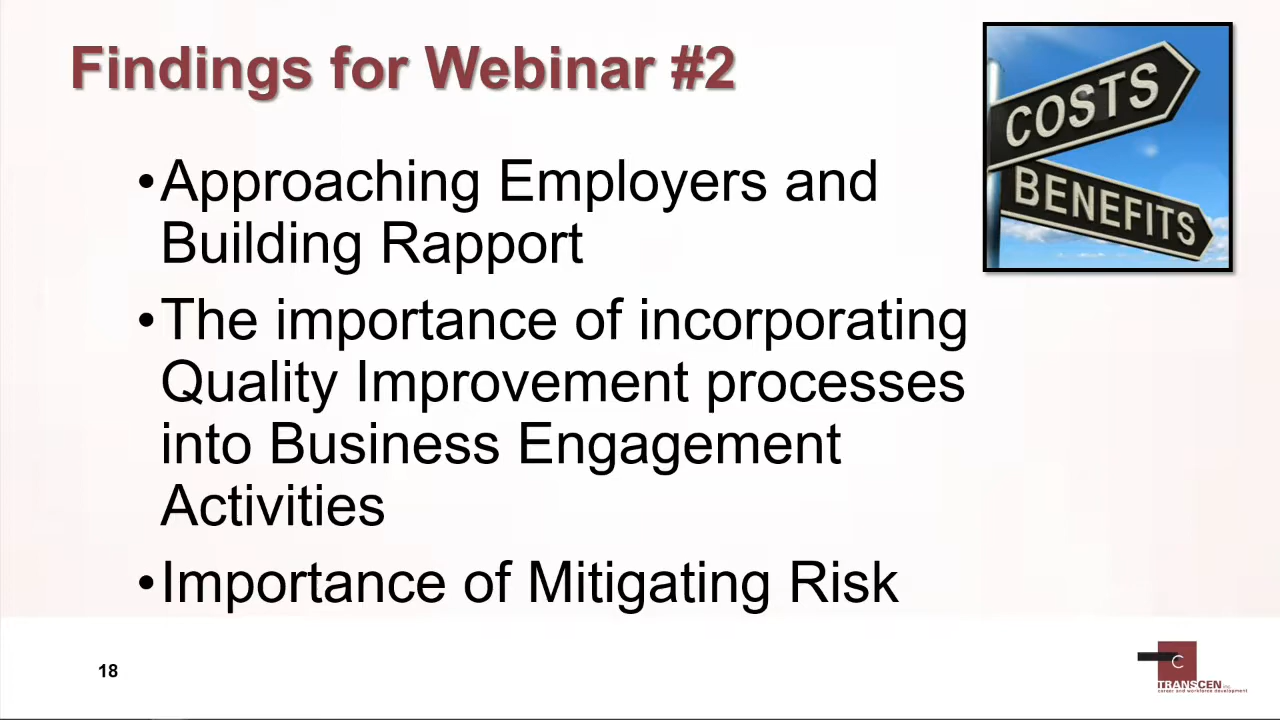 Findings for Webinar #2
COSTS
BENEFITS
•Approaching Employers and
Building Rapport
•The importance of incorporating
Quality Improvement processes
into Business Engagement
Activities
•Importance of Mitigating Risk
18
C
TRANSCEN inc
career and workforce development